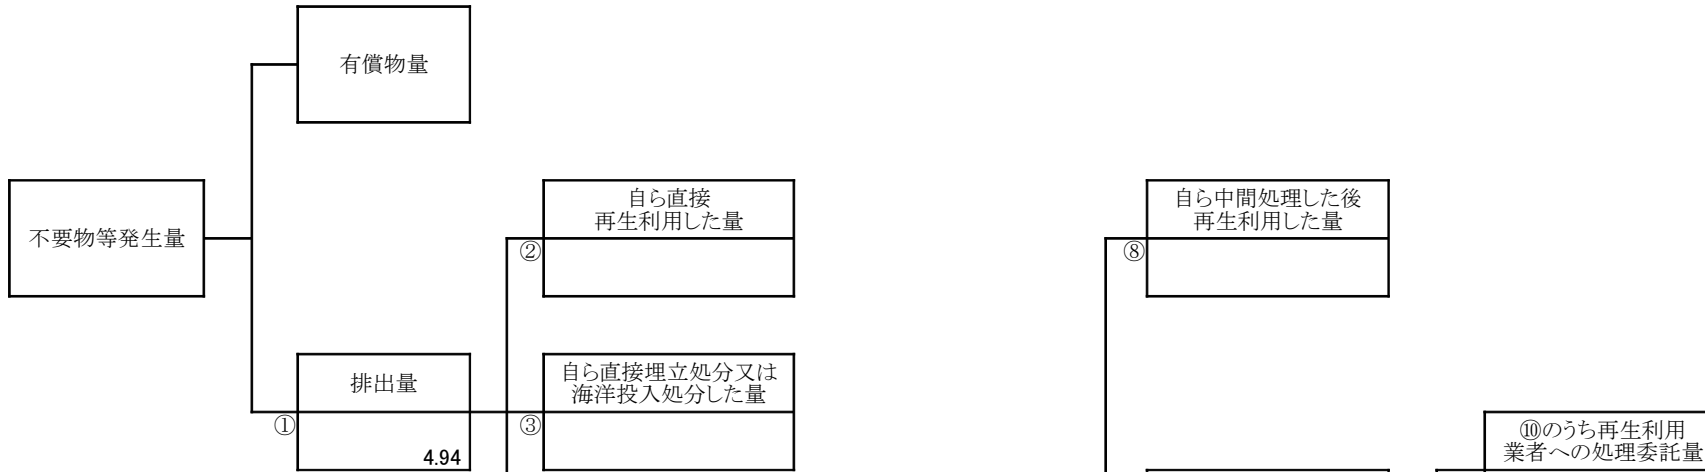 有償物量
不要物等発生量
自ら直接
再生利用した量
②
自ら中間処理した後
再生利用した量
⑧
排出量
①
4.94
自ら直接埋立処分又は
海洋投入処分した量
③
⑩のうち再生利用
業者への処理委託量